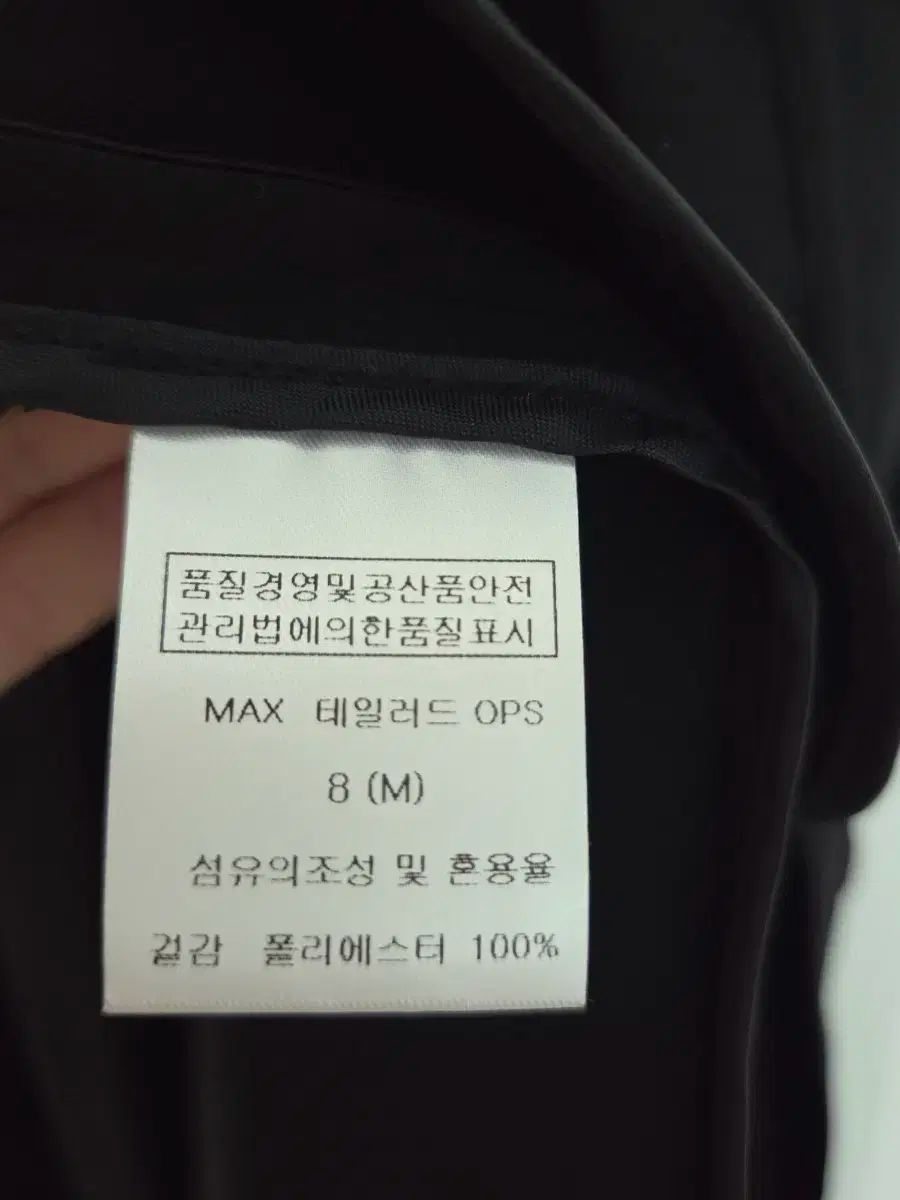 품질경영및공산품안전
관리법에의한품질표시
MAX 테일러드 OPS
8 (M)
섬유의조성 및 혼용율
겉감 폴리에스터 100%